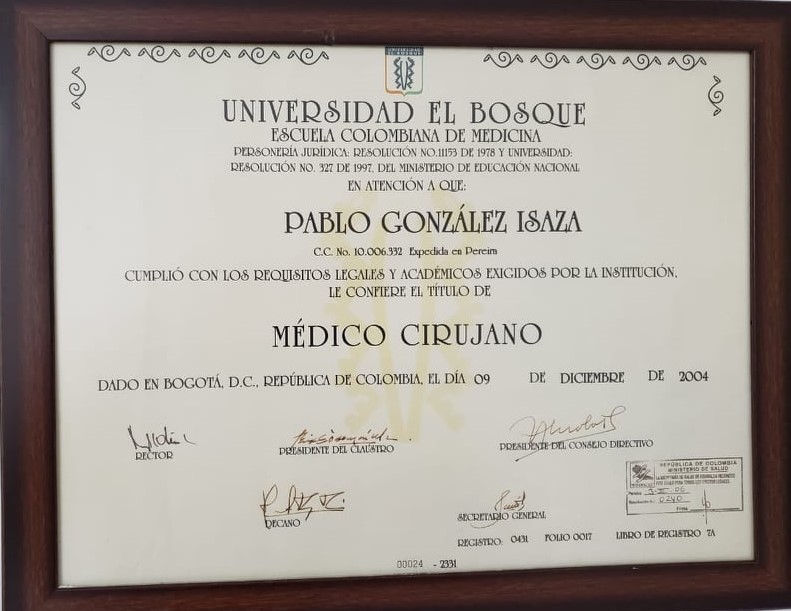 UNIVERSIDAD EL BOSQUE
ESCUELA COLOMBIANA DE MEDICINA
PERSONERÍA JURÍDICA: RESOLUCIÓN NO.11153 DE 1978 Y UNIVERSIDAD:
RESOLUCIÓN NO. 327 DE 1997, DEL MINISTERIO DE EDUCACIÓN NACIONAL
EN ATENCIÓN A QUE:
PABLO GONZÁLEZ ISAZA
C.C. No. 10.006.332 Expedida en Pereira
CUMPLIÓ CON LOS REQUISITOS LEGALES Y ACADÉMICOS EXIGIDOS POR LA INSTITUCIÓN,
LE CONFIERE EL TÍTULO DE
MÉDICO CIRUJANO
DADO EN BOGOTÁ, D.C., REPÚBLICA DE COLOMBIA, EL DÍA 09 DE DICIEMBRE DE 2004
RECTOR
PRESIDENTE DEL CLAUSTRO
PRESIDENTE DEL CONSEJO DIRECTIVO
REPÚBLICA DE COLOMBIA
MINISTERIO DE SALUD
0240
Firma
DECANO
SECRETARIO GENERAL
REGISTRO: 0431 FOLIO 0017 LIBRO DE REGISTRO 7A
00024 - 2331